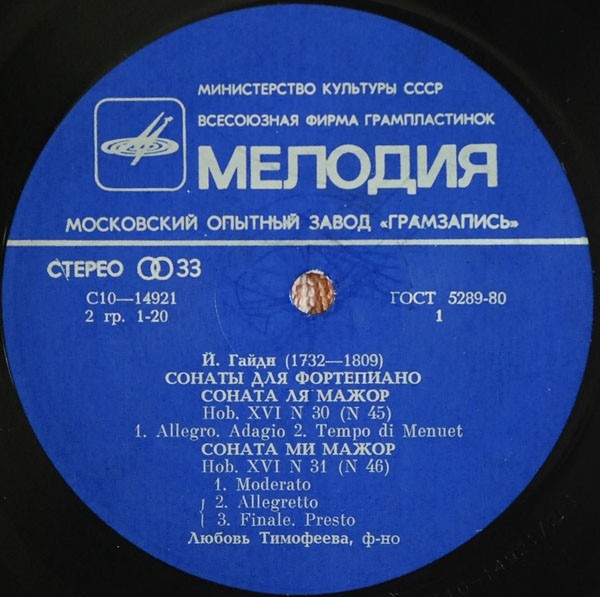 МИНИСТЕРСТВО КУЛЬТУРЫ СССР
ВСЕСОЮЗНАЯ ФИРМА ГРАМПЛАСТИНОК
МЕЛОДИЯ
МОСКОВСКИЙ ОПЫТНЫЙ ЗАВОД «ГРАМЗАПИСЬ»
СТЕРЕО 33
С10—14921
2 гр. 1-20
ГОСТ 5289-80
1
Й. Гайдн (1732—1809)
СОНАТЫ ДЛЯ ФОРТЕПИАНО
СОНАТА ЛЯ МАЖОР
Hob. XVI N 30 (N 45)
1. Allegro. Adagio 2. Tempo di Menuet
СОНАТА МИ МАЖОР
Hob. XVI N 31 (N 46)
1. Moderato
2. Allegretto
3. Finale. Presto
Любовь Тимофеева, ф-но